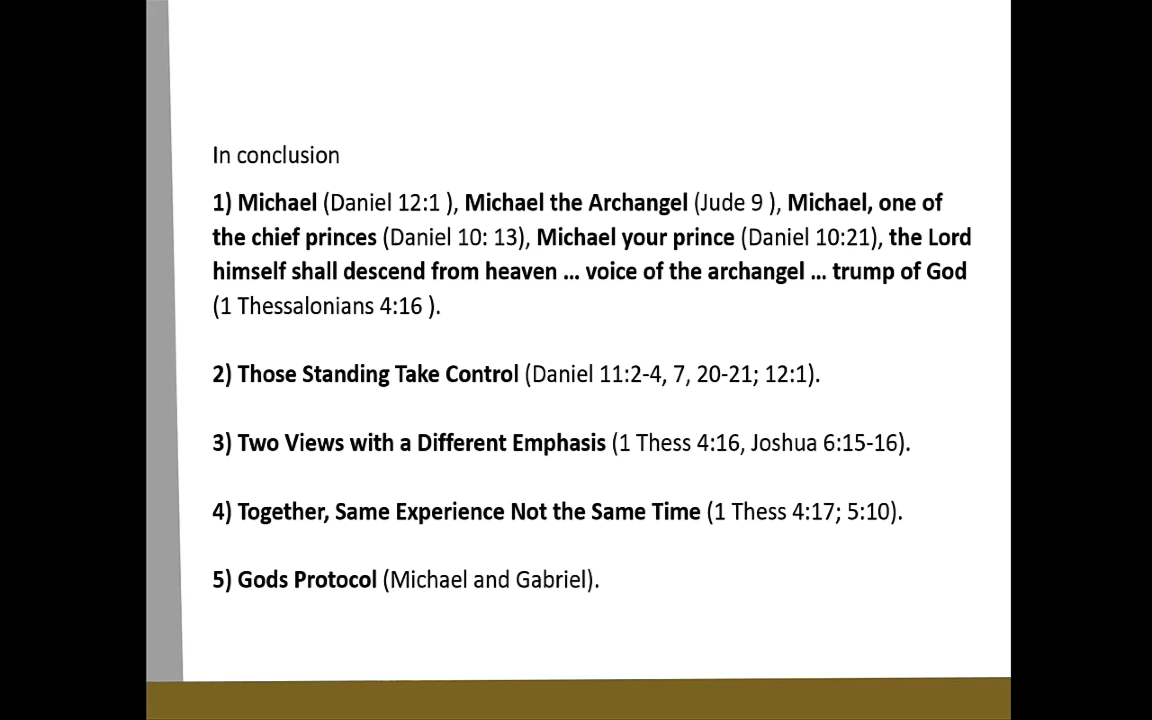 In conclusion
1) Michael (Daniel 12:1 ), Michael the Archangel (Jude 9 ), Michael, one of
the chief princes (Daniel 10: 13), Michael your prince (Daniel 10:21), the Lord
himself shall descend from heaven ... voice of the archangel ... trump of God
(1 Thessalonians 4:16 ).
2) Those Standing Take Control (Daniel 11:2-4, 7, 20-21; 12:1).
3) Two Views with a Different Emphasis (1 Thess 4:16, Joshua 6:15-16).
4) Together, Same Experience Not the Same Time (1 Thess 4:17; 5:10).
5) Gods Protocol (Michael and Gabriel).